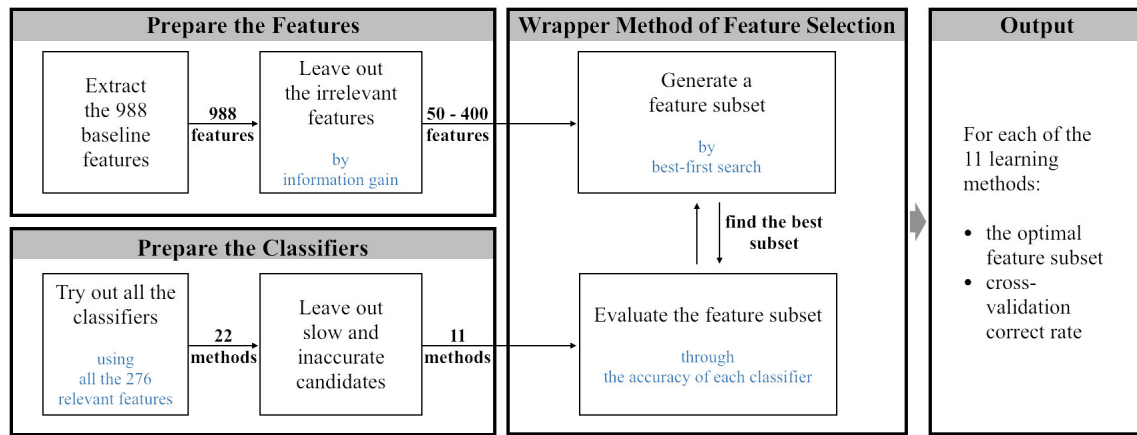 Prepare the Features
Extract
the 988
baseline
features
988
features
Leave out
the irrelevant
features
by
information gain
50 - 400
features
Prepare the Classifiers
Try out all the
classifiers
using
all the 276
relevant features
22
methods
Leave out
slow and
inaccurate
candidates
11
methods
Wrapper Method of Feature Selection
Generate a
feature subset
by
best-first search
find the best
subset
Evaluate the feature subset
through
the accuracy of each classifier
Output
For each of the
11 learning
methods:
• the optimal
feature subset
• cross-
validation
correct rate